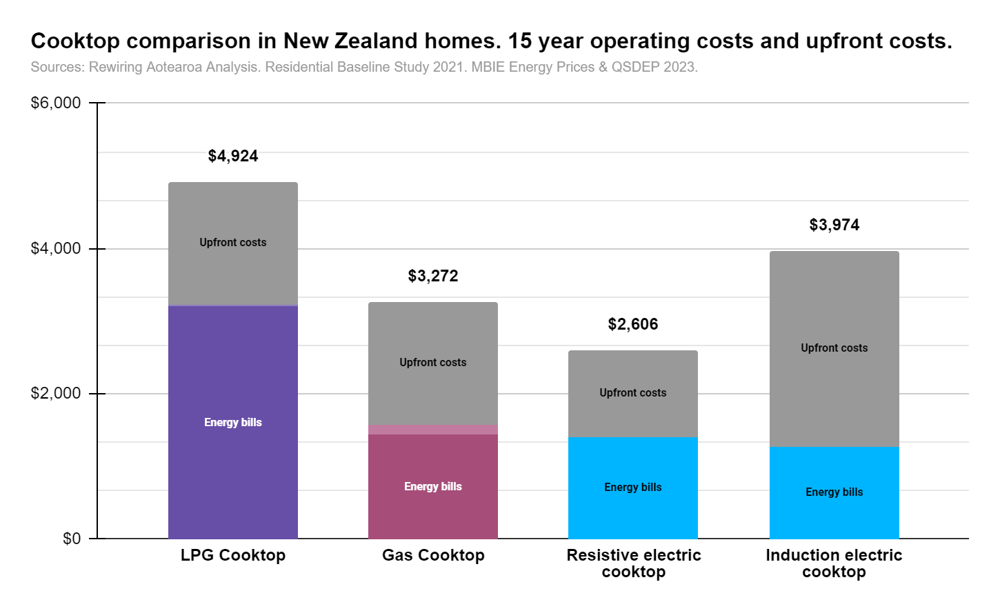 Cooktop comparison in New Zealand homes. 15 year operating costs and upfront costs.
Sources: Rewiring Aotearoa Analysis. Residential Baseline Study 2021. MBIE Energy Prices & QSDEP 2023.
$6,000
$4,924
Upfront costs
$4,000
$3,974
$3,272
$2,606
Upfront costs
Upfront costs
Upfront costs
$2,000
Energy bills
Energy bills
Energy bills
Energy bills
$0
LPG Cooktop
Gas Cooktop
Resistive electric
cooktop
Induction electric
cooktop